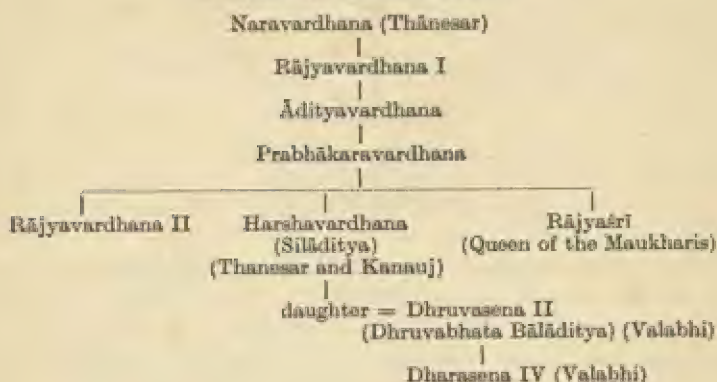 Naravardhana (Thānesar)
Rājyavardhana I
Ādityavardhana
Prabhākaravardhana
Rājyavardhana II Harshavardhana Rājyaśrī
(Silāditya) (Queen of the Maukharis)
(Thanesar and Kanauj)
daughter = Dhruvasena II
(Dhruvabhata Bālāditya) (Valabhi)
Dharasena IV (Valabhi)